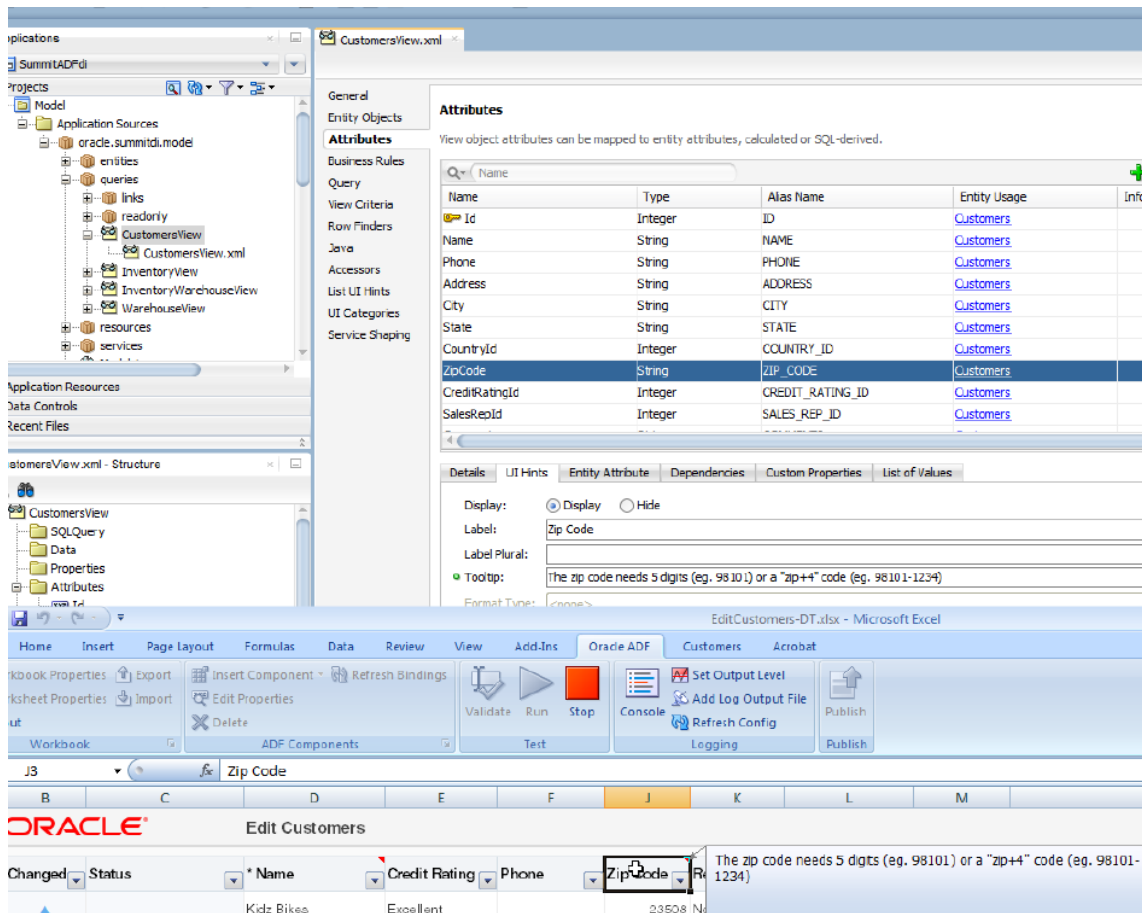 pplications
CustomersView.xml
SummitADFdi
Projects
Model
Application Sources
oracle.summitdi.model
entities
queries
links
readonly
CustomersView
CustomersView.xml
InventoryView
InventoryWarehouseView
WarehouseView
resources
services
Application Resources
Data Controls
Recent Files
General
Entity Objects
Attributes
Business Rules
Query
View Criteria
Row Finders
Java
Accessors
List UI Hints
UI Categories
Service Shaping
Attributes
View object attributes can be mapped to entity attributes, calculated or SQL-derived.
Name
Name Type Alias Name Entity Usage Info
Id Integer ID Customers
Name String NAME Customers
Phone String PHONE Customers
Address String ADDRESS Customers
City String CITY Customers
State String STATE Customers
CountryId Integer COUNTRY_ID Customers
ZipCode String ZIP_CODE Customers
CreditRatingId Integer CREDIT_RATING_ID Customers
SalesRepId Integer SALES_REP_ID Customers
Details UI Hints Entity Attribute Dependencies Custom Properties List of Values
Display: Display Hide
Label: Zip Code
Label Plural:
Tooltip: The zip code needs 5 digits (eg. 98101) or a "zip+4" code (eg. 98101-1234)
Format Type: <none>
stomersView.xml - Structure
CustomersView
SQLQuery
Data
Properties
Attributes
Id
EditCustomers-DT.xlsx - Microsoft Excel
Home Insert Page Layout Formulas Data Review View Add-Ins Oracle ADF Customers Acrobat
rkbook Properties Export Insert Component Refresh Bindings Set Output Level
rksheet Properties Import Edit Properties Validate Run Stop Console Add Log Output File Publish
ut Delete Refresh Config
Workbook ADF Components Test Logging Publish
J3 fx Zip Code
B C D E F J K L M
ORACLE Edit Customers
Changed Status * Name Credit Rating Phone Zip Code
The zip code needs 5 digits (eg. 98101) or a "zip+4" code (eg. 98101-
1234)
Kidz Bikes Excellent 23508